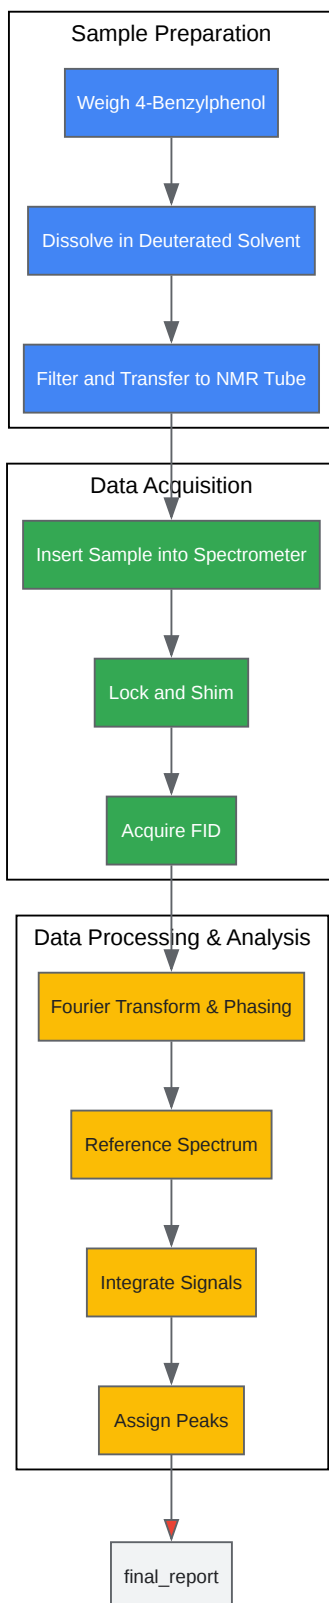 Sample Preparation
Weigh 4-Benzylphenol
Dissolve in Deuterated Solvent
Filter and Transfer to NMR Tube
Data Acquisition
Insert Sample into Spectrometer
Lock and Shim
Acquire FID
Data Processing & Analysis
Fourier Transform & Phasing
Reference Spectrum
Integrate Signals
Assign Peaks
final_report